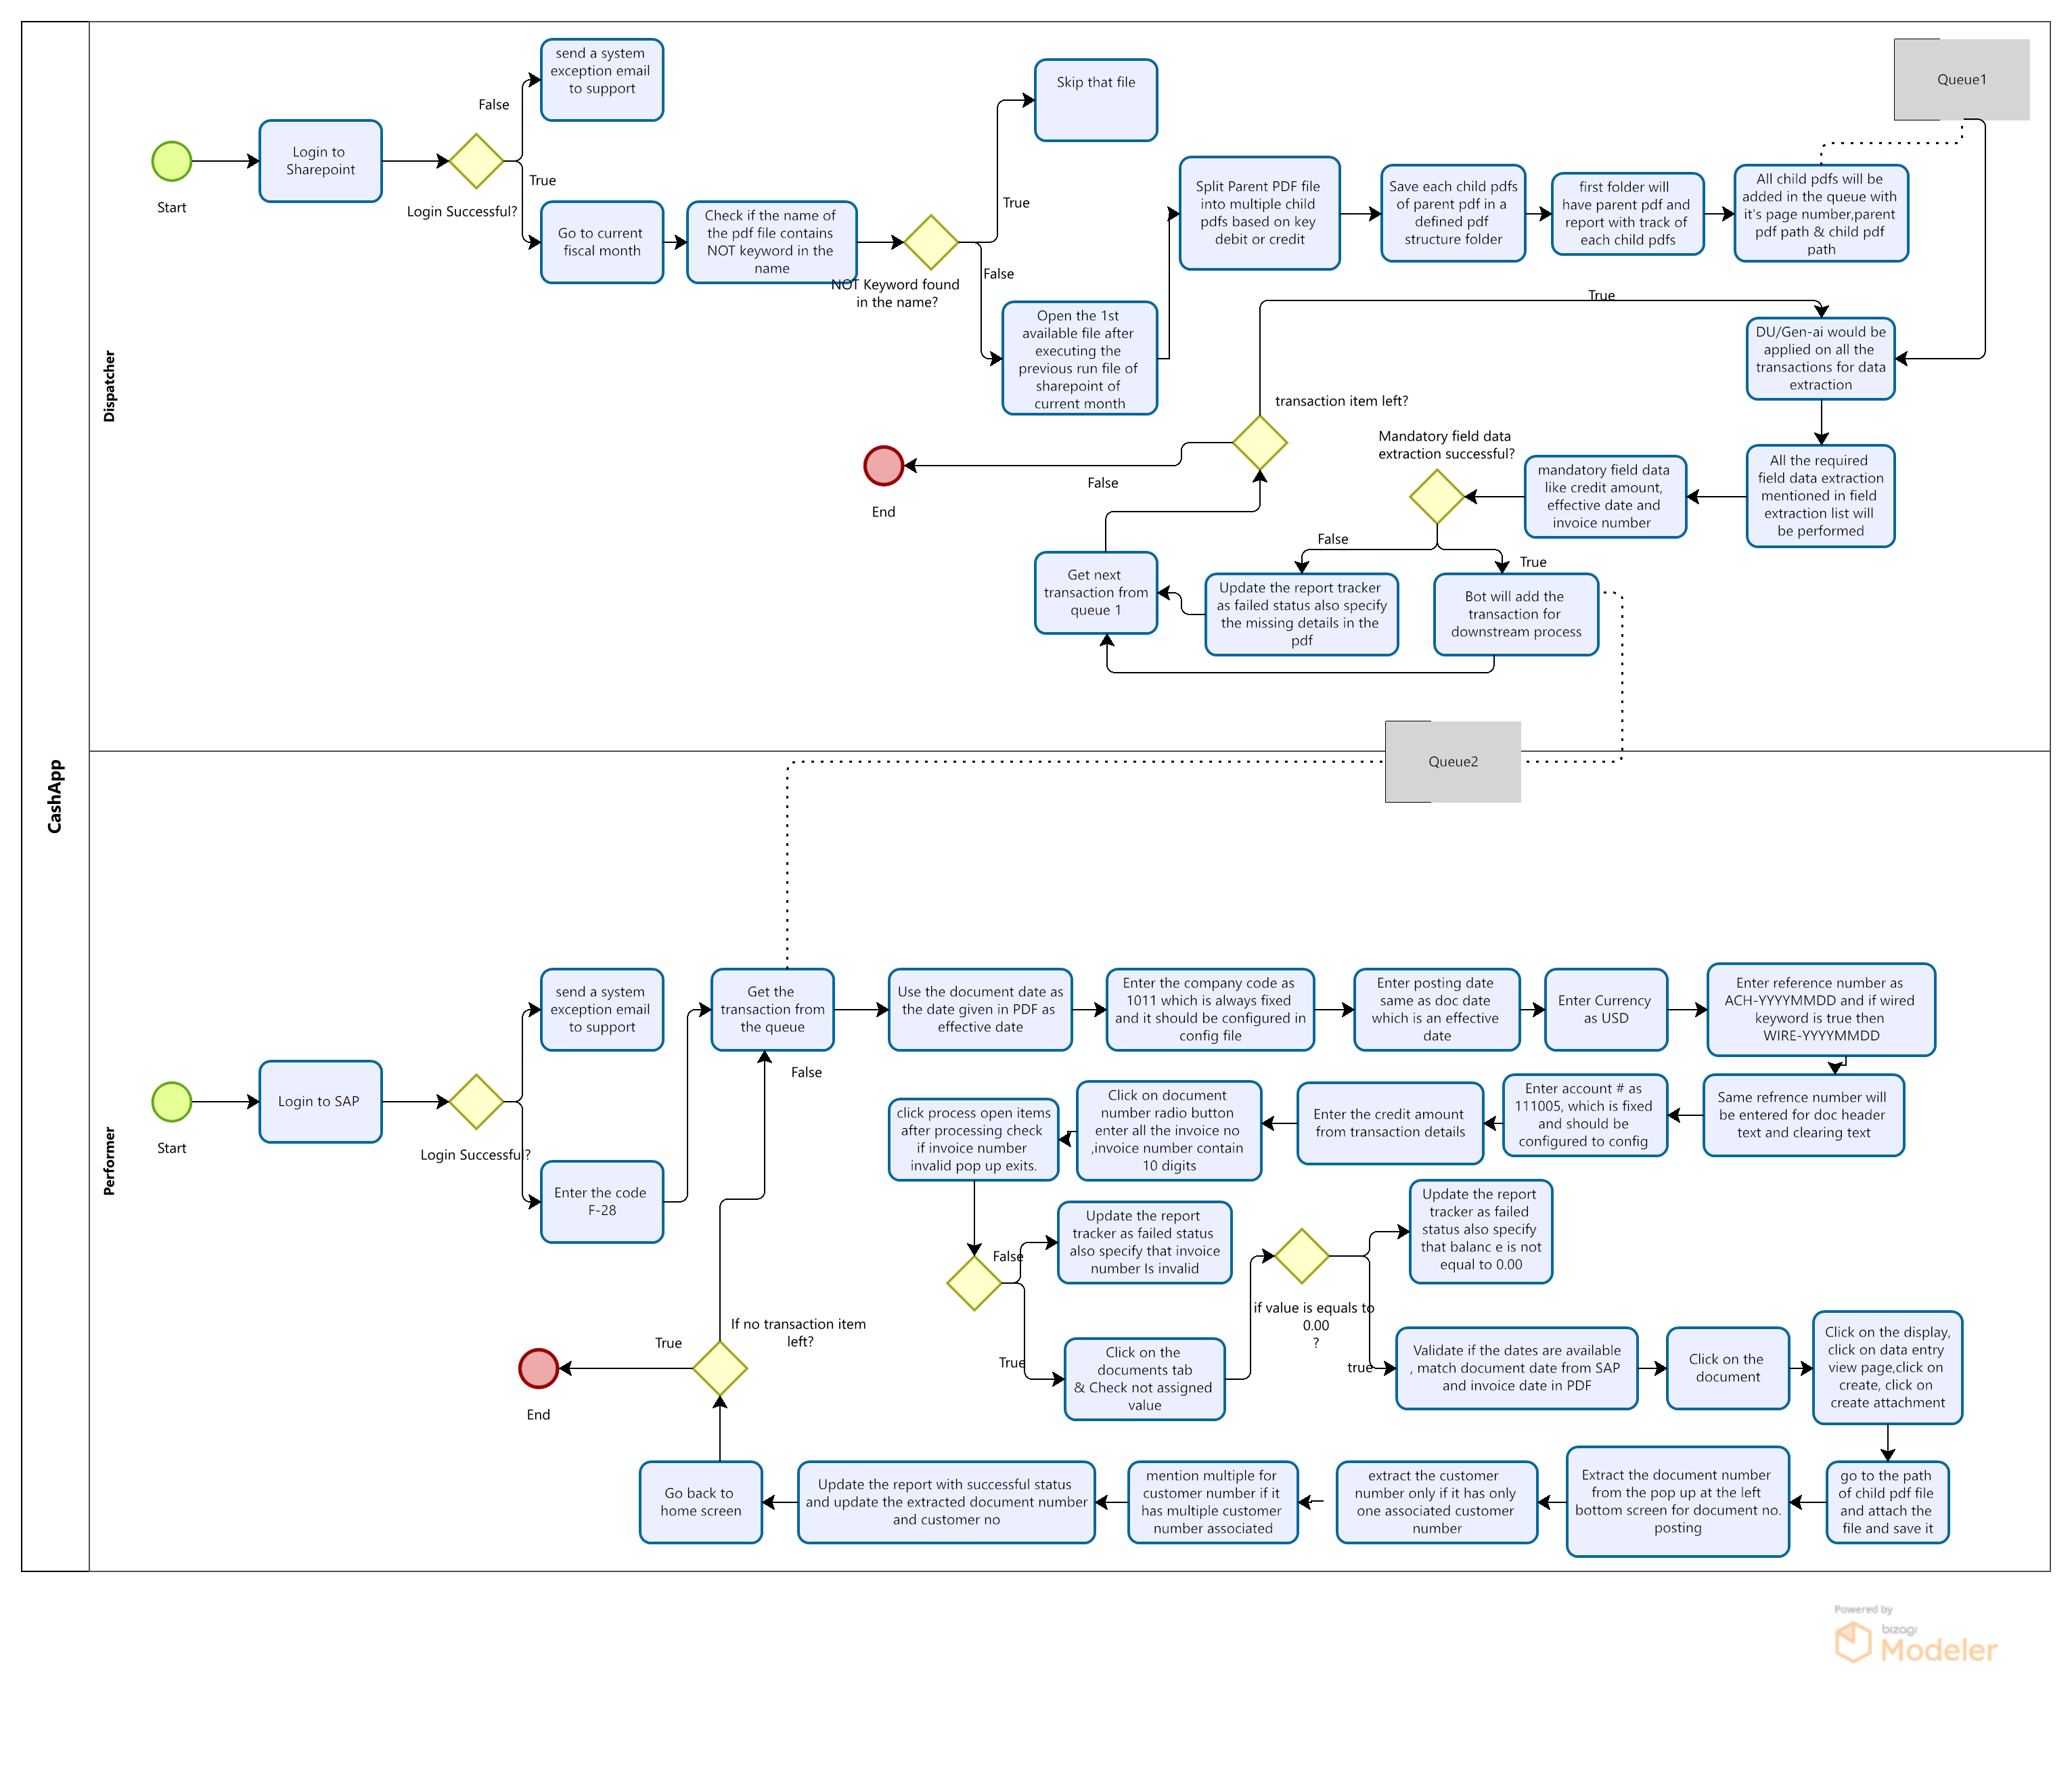 CashApp
Dispatcher
Start
Login to
Sharepoint
Login Successful?
False
send a system
exception email
to support
True
Go to current
fiscal month
Check if the name of
the pdf file contains
NOT keyword in the
name
NOT Keyword found
in the name?
True
Skip that file
False
Open the 1st
available file after
executing the
previous run file of
sharepoint of
current month
Split Parent PDF file
into multiple child
pdfs based on key
debit or credit
Save each child pdfs
of parent pdf in a
defined pdf
structure folder
first folder will
have parent pdf and
report with track of
each child pdfs
All child pdfs will be
added in the queue with
it's page number,parent
pdf path & child pdf
path
Queue1
True
DU/Gen-ai would be
applied on all the
transactions for data
extraction
All the required
field data extraction
mentioned in field
extraction list will
be performed
mandatory field data
like credit amount,
effective date and
invoice number
Mandatory field data
extraction successful?
False
Update the report tracker
as failed status also specify
the missing details in the
pdf
True
Bot will add the
transaction for
downstream process
Get next
transaction from
queue 1
transaction item left?
False
End
Queue2
Performer
Start
Login to SAP
Login Successful?
send a system
exception email
to support
Enter the code
F-28
Get the
transaction from
the queue
False
Use the document date as
the date given in PDF as
effective date
Enter the company code as
1011 which is always fixed
and it should be configured in
config file
Enter posting date
same as doc date
which is an effective
date
Enter Currency
as USD
Enter reference number as
ACH-YYYYMMDD and if wired
keyword is true then
WIRE-YYYYMMDD
Same refrence number will
be entered for doc header
text and clearing text
Enter account # as
111005, which is fixed
and should be
configured to config
Enter the credit amount
from transaction details
Click on document
number radio button
enter all the invoice no
,invoice number contain
10 digits
click process open items
after processing check
if invoice number
invalid pop up exits.
False
Update the report
tracker as failed status
also specify that invoice
number Is invalid
True
Click on the
documents tab
& Check not assigned
value
if value is equals to
0.00
?
Update the report
tracker as failed
status also specify
that balanc e is not
equal to 0.00
true
Validate if the dates are available
, match document date from SAP
and invoice date in PDF
Click on the
document
Click on the display,
click on data entry
view page,click on
create, click on
create attachment
go to the path
of child pdf file
and attach the
file and save it
Extract the document number
from the pop up at the left
bottom screen for document no.
posting
extract the customer
number only if it has only
one associated customer
number
mention multiple for
customer number if it
has multiple customer
number associated
Update the report with successful status
and update the extracted document number
and customer no
Go back to
home screen
If no transaction item
left?
True
End
Powered by
bizagi
Modeler